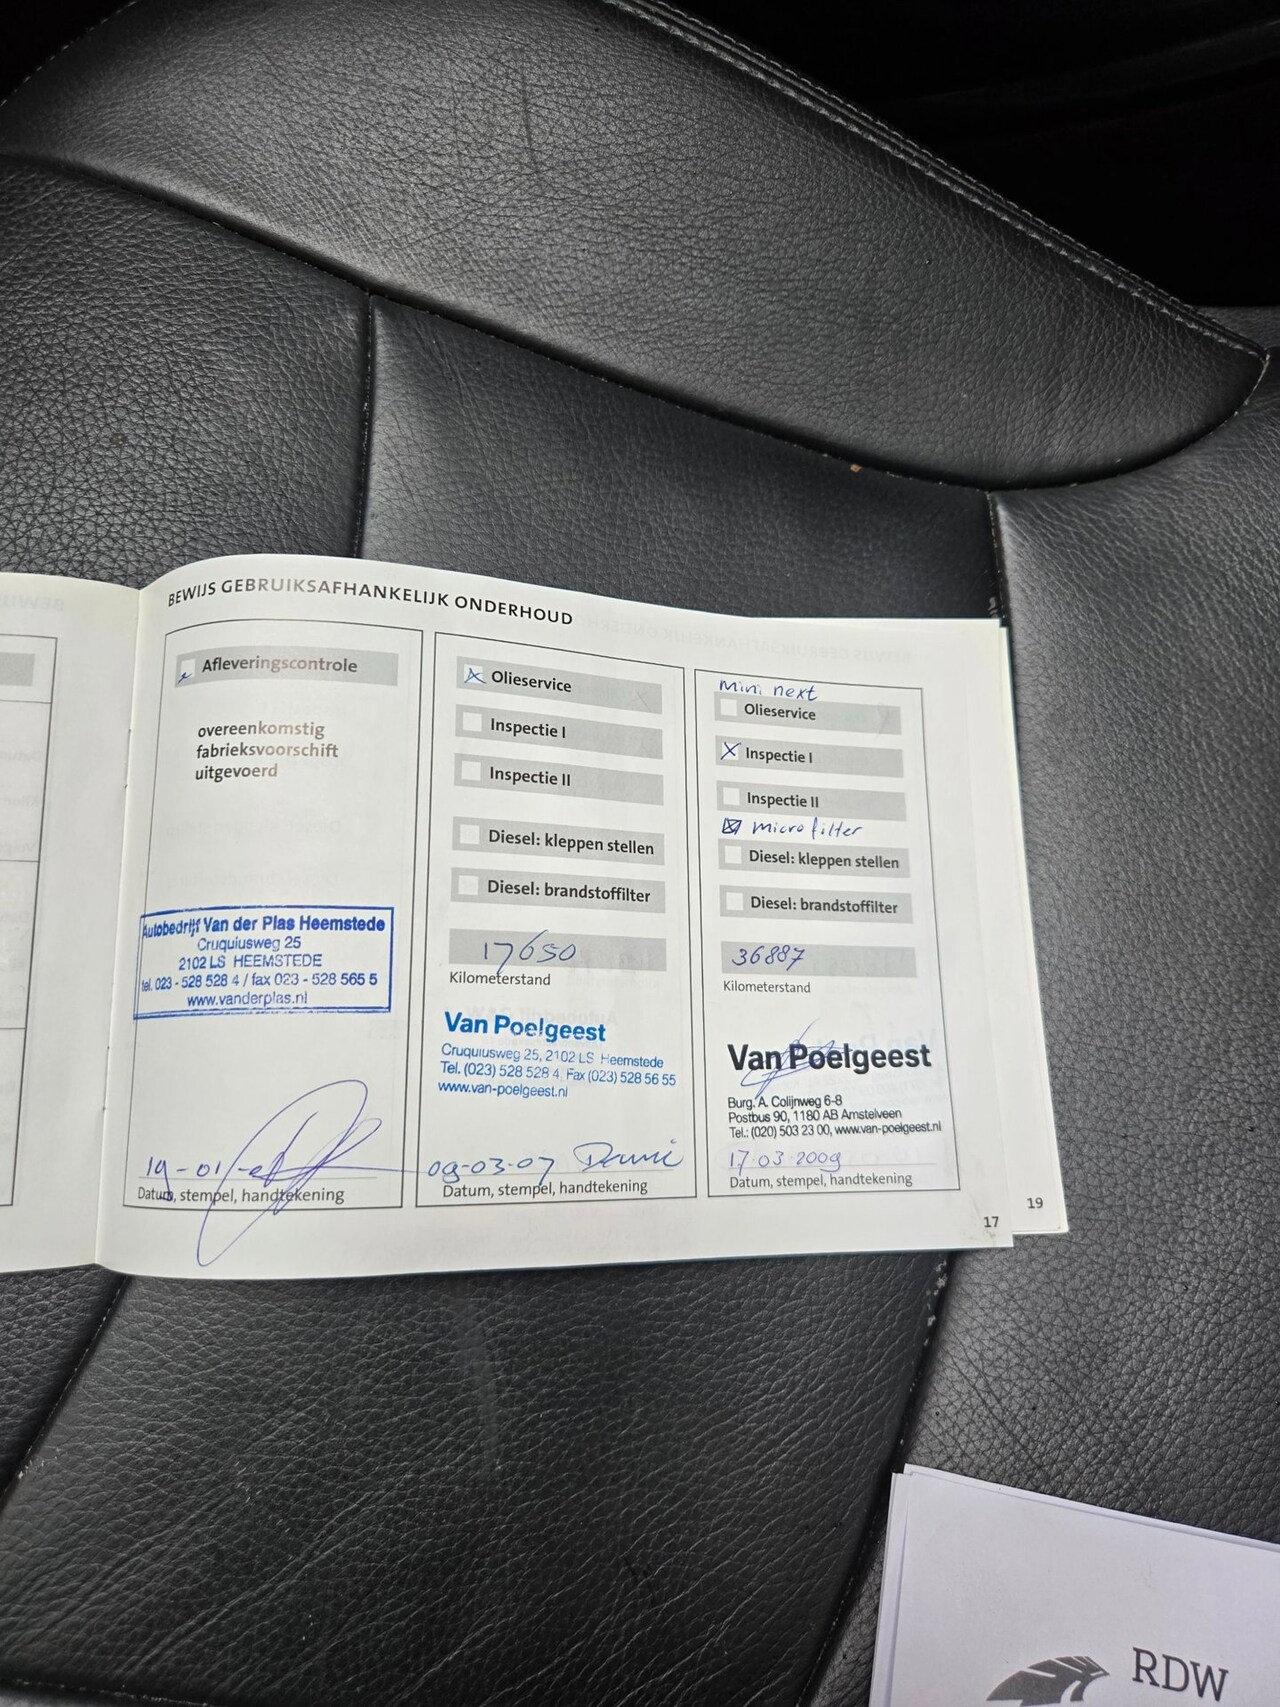 BEWIJS GEBRUIKSAFHANKELIJK ONDERHOUD
Afleveringscontrole
overeenkomstig
fabrieksvoorschift
uitgevoerd
Autobedrijf Van der Plas Heemstede
Cruquiusweg 25
2102 LS HEEMSTEDE
tel. 023 - 528 528 4 / fax 023 - 528 565 5
www.vanderplas.nl
19-01-
Datum, stempel, handtekening
Olieservice
Inspectie I
Inspectie II
Diesel: kleppen stellen
Diesel: brandstoffilter
17650
Kilometerstand
Van Poelgeest
Cruquiusweg 25, 2102 LS Heemstede
Tel. (023) 528 528 4, Fax (023) 528 56 55
www.van-poelgeest.nl
09-03-07
Datum, stempel, handtekening
Mini next
Olieservice
Inspectie I
Inspectie II
Microfilter
Diesel: kleppen stellen
Diesel: brandstoffilter
36887
Kilometerstand
Van Poelgeest
Burg. A. Colijnweg 6-8
Postbus 90, 1180 AB Amstelveen
Tel.: (020) 503 23 00, www.van-poelgeest.nl
17-03-2009
Datum, stempel, handtekening
17
19
RDW